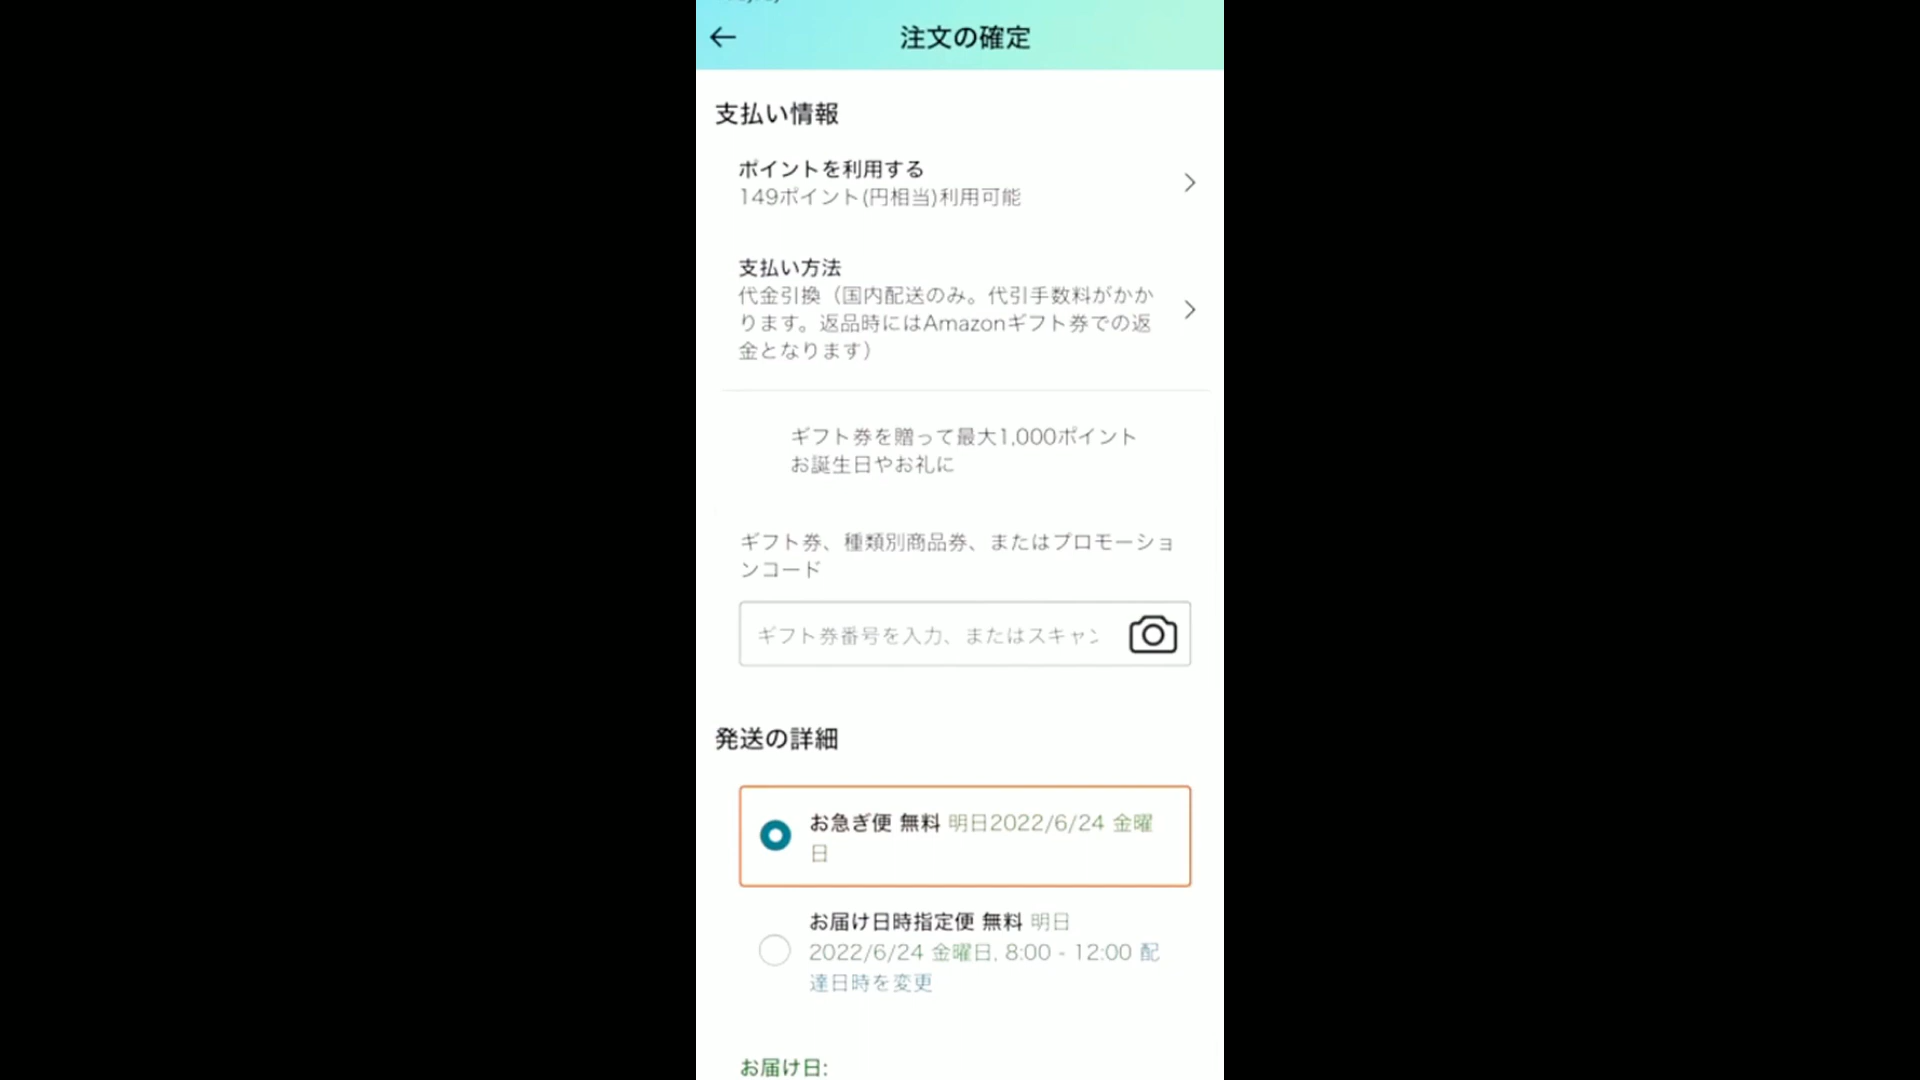 注文の確定
支払い情報
ポイントを利用する
149ポイント(円相当)利用可能
支払い方法
代金引換（国内配送のみ。代引手数料がかか
ります。返品時にはAmazonギフト券での返
金となります）
ギフト券を贈って最大1,000ポイント
お誕生日やお礼に
ギフト券、種類別商品券、またはプロモーショ
ンコード
ギフト券番号を入力、またはスキャン
発送の詳細
お急ぎ便 無料 明日2022/6/24 金曜
日
お届け日時指定便 無料 明日
2022/6/24 金曜日, 8:00 - 12:00 配
達日時を変更
お届け日: